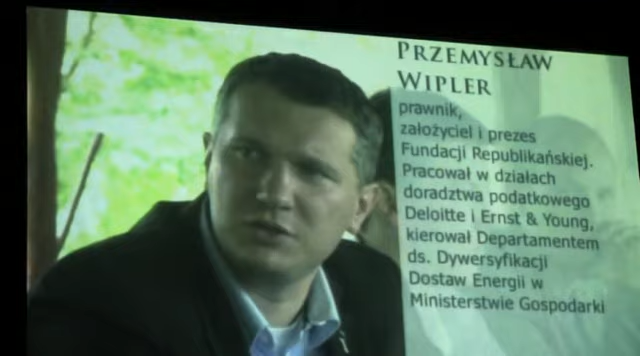 PRZEMYSŁAW
WIPLER
prawnik,
założyciel i prezes
Fundacji Republikańskiej.
Pracował w działach
doradztwa podatkowego
Deloitte i Ernst & Young,
kierował Departamentem
ds. Dywersyfikacji
Dostaw Energii w
Ministerstwie Gospodarki